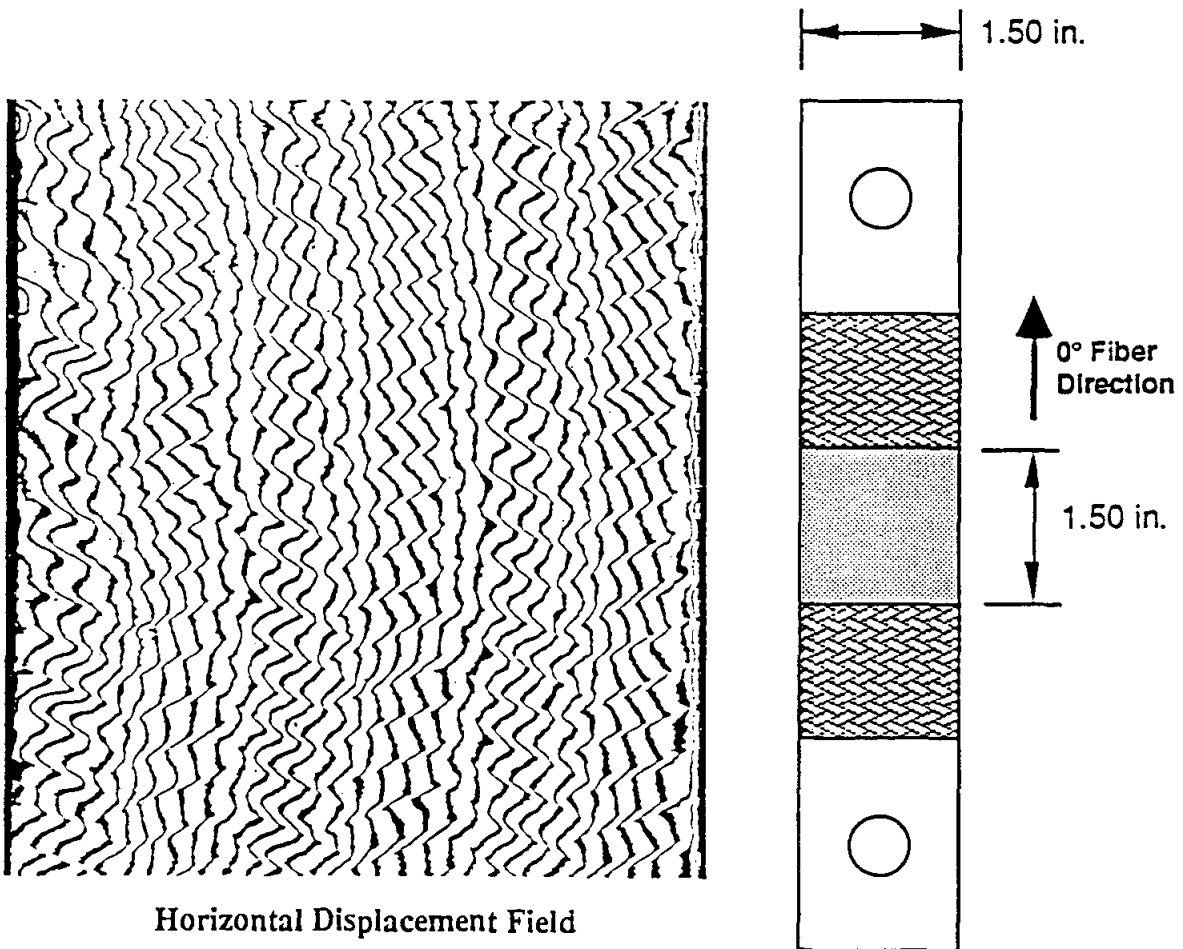 1.50 in.
0° Fiber
Direction
1.50 in.
Horizontal Displacement Field